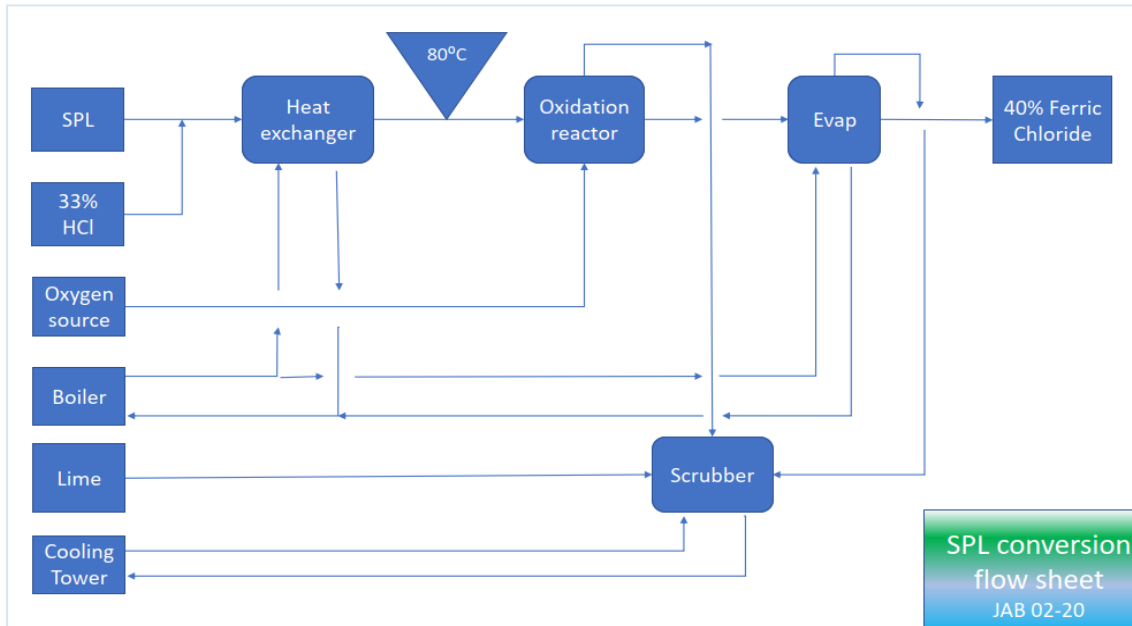 80⁰C
SPL
Heat
exchanger
Oxidation
reactor
Evap
40% Ferric
Chloride
33%
HCl
Oxygen
source
Boiler
Lime
Scrubber
Cooling
Tower
SPL conversion
flow sheet
JAB 02-20